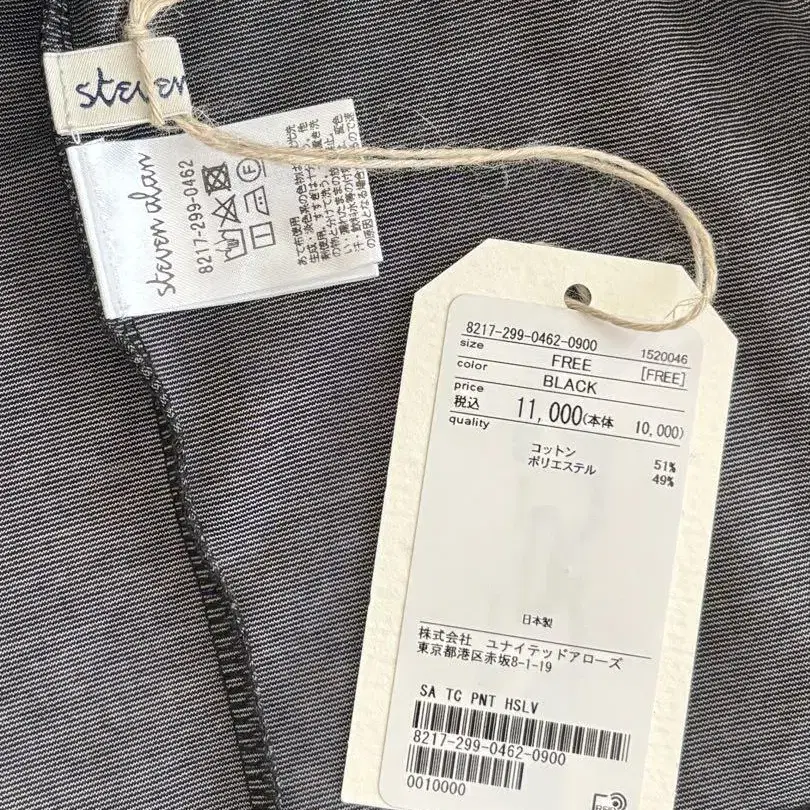 steven
steven alan
8217-299-0462
8217-299-0462-0900
1520046
size
FREE
[FREE]
color
BLACK
price
税込 11,000(本体 10,000)
quality
コットン 51%
ポリエステル 49%
日本製
株式会社 ユナイテッドアローズ
東京都港区赤坂8-1-19
SA TC PNT HSLV
8217-299-0462-0900
0010000